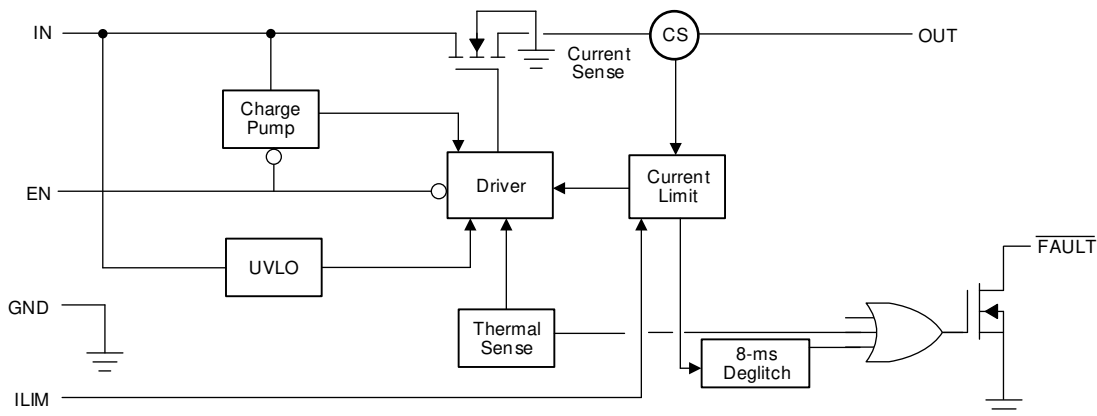 IN
CS
OUT
Current
Sense
Charge
Pump
EN
Driver
Current
Limit
FAULT
UVLO
GND
Thermal
Sense
8-ms
Deglitch
ILIM